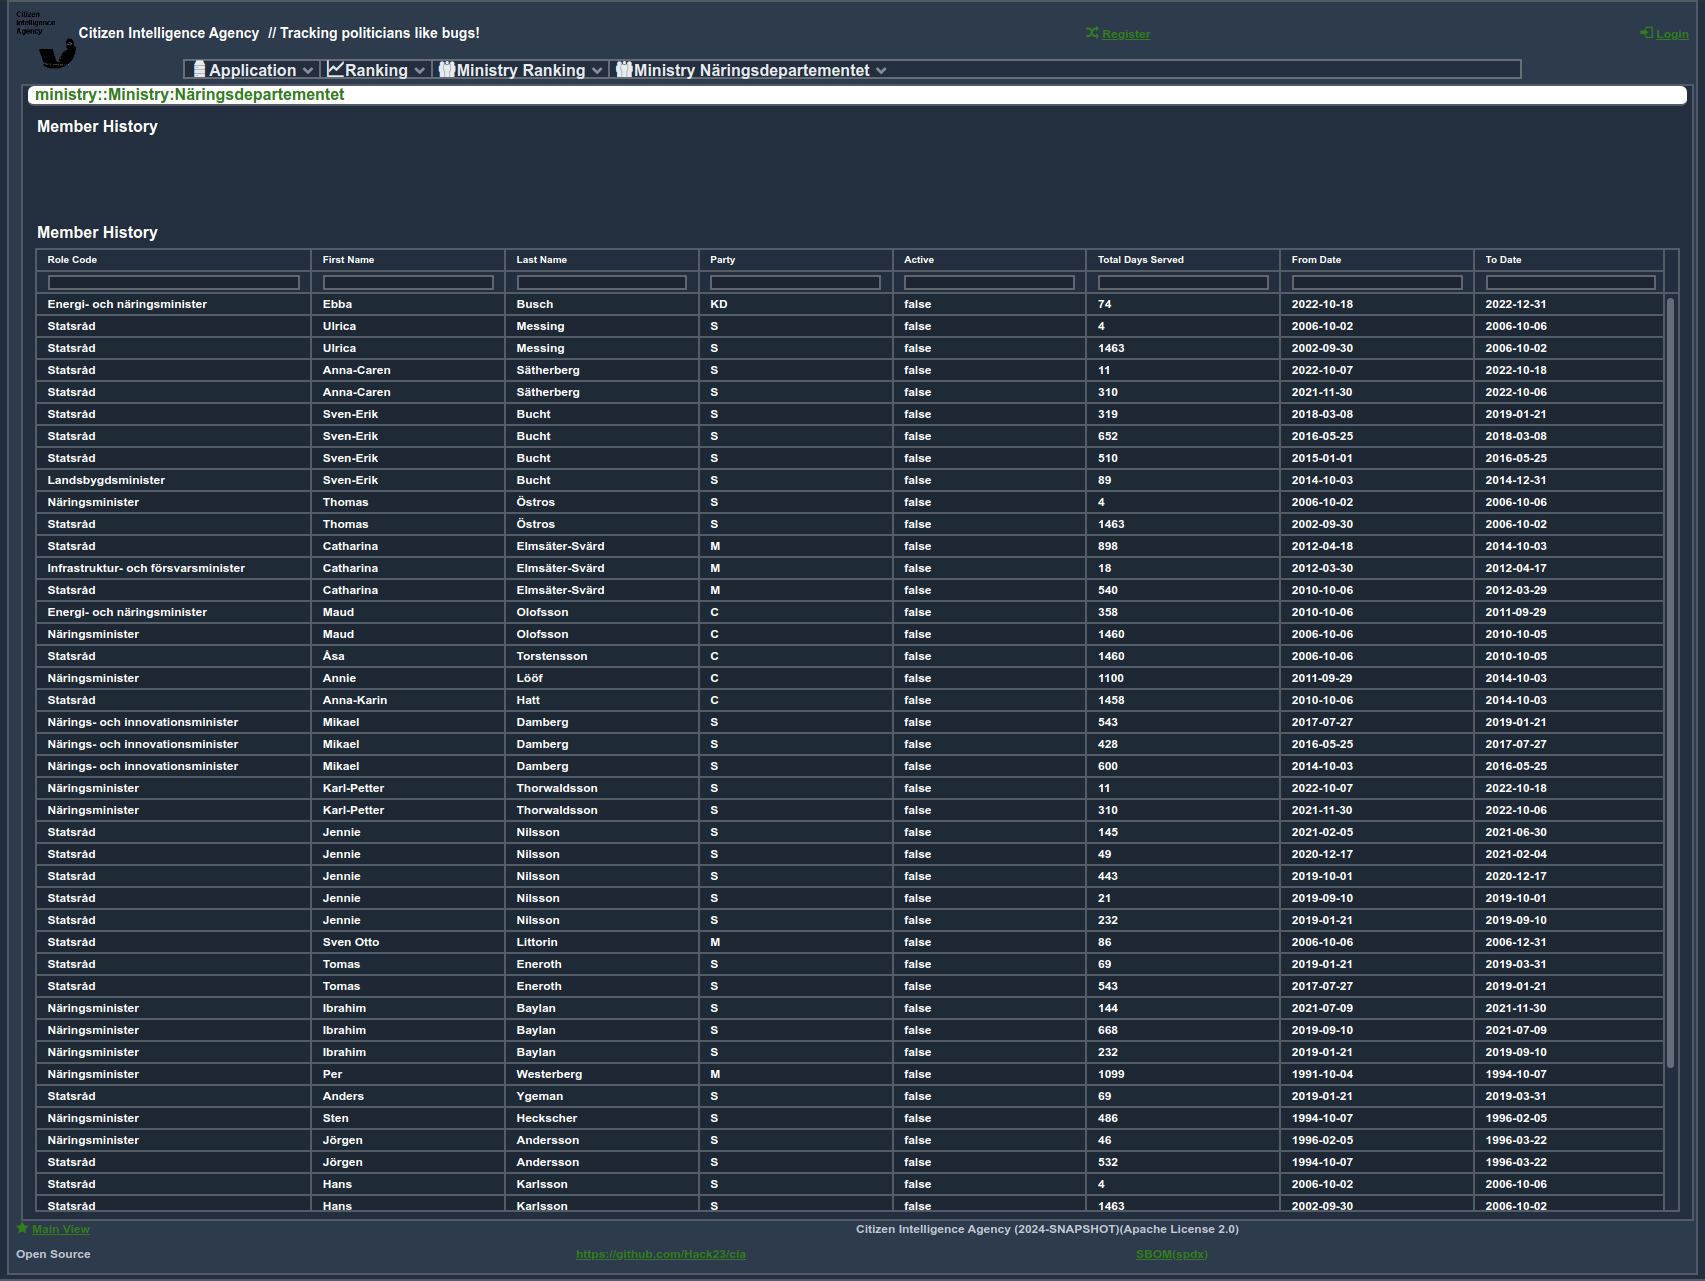 Citizen
Intelligence
Agency
Citizen Intelligence Agency // Tracking politicians like bugs!
Register
Login
Application Ranking Ministry Ranking Ministry Näringsdepartementet
ministry::Ministry:Näringsdepartementet
Member History
Member History
Role Code First Name Last Name Party Active Total Days Served From Date To Date
Energi- och näringsminister Ebba Busch KD false 74 2022-10-18 2022-12-31
Statsråd Ulrica Messing S false 4 2006-10-02 2006-10-06
Statsråd Ulrica Messing S false 1463 2002-09-30 2006-10-02
Statsråd Anna-Caren Sätherberg S false 11 2022-10-07 2022-10-18
Statsråd Anna-Caren Sätherberg S false 310 2021-11-30 2022-10-06
Statsråd Sven-Erik Bucht S false 319 2018-03-08 2019-01-21
Statsråd Sven-Erik Bucht S false 652 2016-05-25 2018-03-08
Statsråd Sven-Erik Bucht S false 510 2015-01-01 2016-05-25
Landsbygdsminister Sven-Erik Bucht S false 89 2014-10-03 2014-12-31
Näringsminister Thomas Östros S false 4 2006-10-02 2006-10-06
Statsråd Thomas Östros S false 1463 2002-09-30 2006-10-02
Statsråd Catharina Elmsäter-Svärd M false 898 2012-04-18 2014-10-03
Infrastruktur- och försvarsminister Catharina Elmsäter-Svärd M false 18 2012-03-30 2012-04-17
Statsråd Catharina Elmsäter-Svärd M false 540 2010-10-06 2012-03-29
Energi- och näringsminister Maud Olofsson C false 358 2010-10-06 2011-09-29
Näringsminister Maud Olofsson C false 1460 2006-10-06 2010-10-05
Statsråd Åsa Torstensson C false 1460 2006-10-06 2010-10-05
Näringsminister Annie Lööf C false 1100 2011-09-29 2014-10-03
Statsråd Anna-Karin Hatt C false 1458 2010-10-06 2014-10-03
Närings- och innovationsminister Mikael Damberg S false 543 2017-07-27 2019-01-21
Närings- och innovationsminister Mikael Damberg S false 428 2016-05-25 2017-07-27
Närings- och innovationsminister Mikael Damberg S false 600 2014-10-03 2016-05-25
Näringsminister Karl-Petter Thorwaldsson S false 11 2022-10-07 2022-10-18
Näringsminister Karl-Petter Thorwaldsson S false 310 2021-11-30 2022-10-06
Statsråd Jennie Nilsson S false 145 2021-02-05 2021-06-30
Statsråd Jennie Nilsson S false 49 2020-12-17 2021-02-04
Statsråd Jennie Nilsson S false 443 2019-10-01 2020-12-17
Statsråd Jennie Nilsson S false 21 2019-09-10 2019-10-01
Statsråd Jennie Nilsson S false 232 2019-01-21 2019-09-10
Statsråd Sven Otto Littorin M false 86 2006-10-06 2006-12-31
Statsråd Tomas Eneroth S false 69 2019-01-21 2019-03-31
Statsråd Tomas Eneroth S false 543 2017-07-27 2019-01-21
Näringsminister Ibrahim Baylan S false 144 2021-07-09 2021-11-30
Näringsminister Ibrahim Baylan S false 668 2019-09-10 2021-07-09
Näringsminister Ibrahim Baylan S false 232 2019-01-21 2019-09-10
Näringsminister Per Westerberg M false 1099 1991-10-04 1994-10-07
Statsråd Anders Ygeman S false 69 2019-01-21 2019-03-31
Näringsminister Sten Heckscher S false 486 1994-10-07 1996-02-05
Näringsminister Jörgen Andersson S false 46 1996-02-05 1996-03-22
Statsråd Jörgen Andersson S false 532 1994-10-07 1996-03-22
Statsråd Hans Karlsson S false 4 2006-10-02 2006-10-06
Statsråd Hans Karlsson S false 1463 2002-09-30 2006-10-02
Main View
Citizen Intelligence Agency (2024-SNAPSHOT)(Apache License 2.0)
Open Source
https://github.com/Hack23/cia
SBOM(spdx)